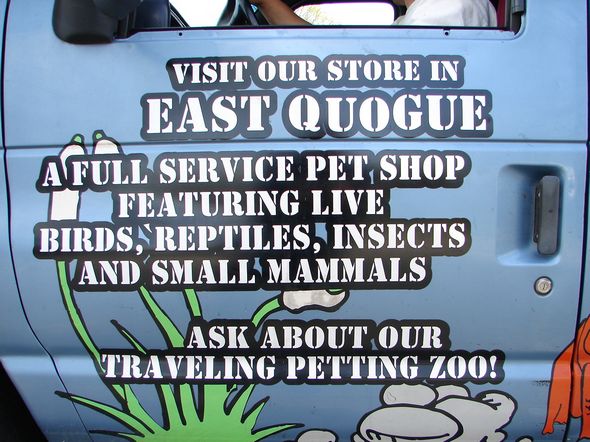 VISIT OUR STORE IN
EAST QUOGUE
A FULL SERVICE PET SHOP
FEATURING LIVE
BIRDS, REPTILES, INSECTS
AND SMALL MAMMALS
ASK ABOUT OUR
TRAVELING PETTING ZOO!